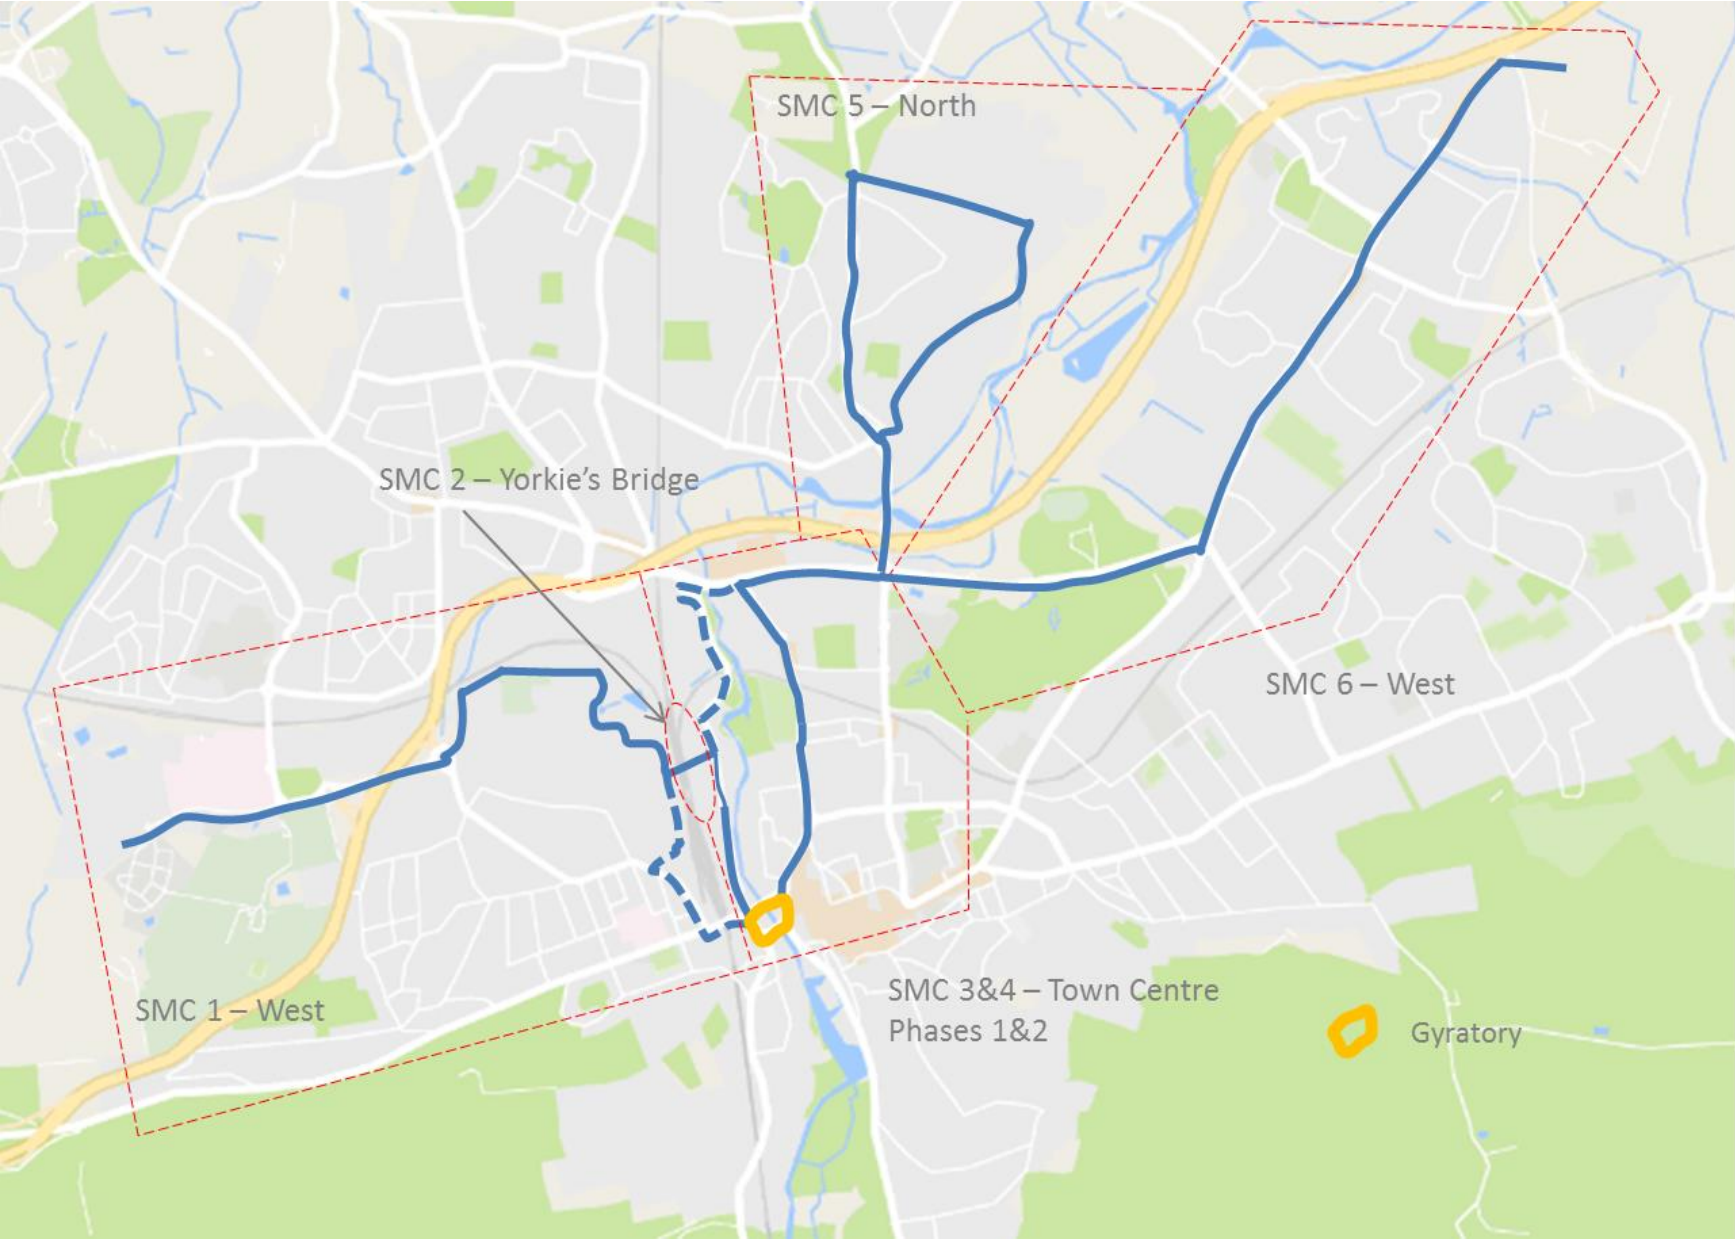 SMC 5 – North
SMC 2 – Yorkie's Bridge
SMC 6 – West
SMC 1 – West
SMC 3&4 – Town Centre
Phases 1&2
Gyratory